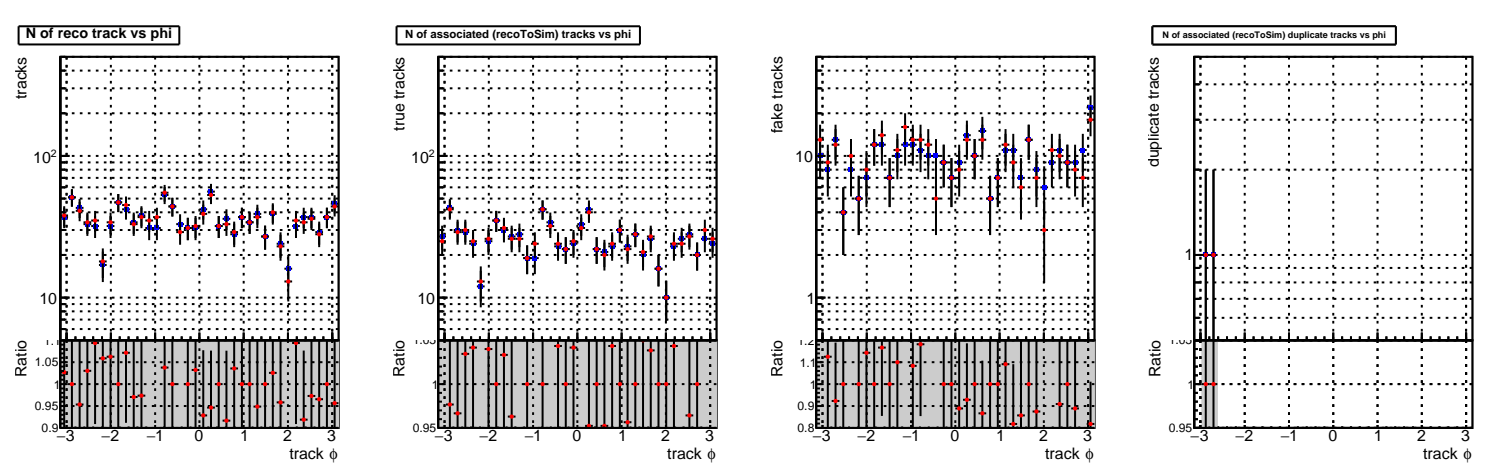 N of reco track vs phi
tracks
10²
10
Ratio
1.1
1.05
1
0.95
0.9
−3 −2 −1 0 1 2 3
track ϕ
N of associated (recoToSim) tracks vs phi
true tracks
10²
10
Ratio
1.05
1
0.95
−3 −2 −1 0 1 2 3
track ϕ
fake tracks
10
1
Ratio
1.2
1.1
1
0.9
0.8
−3 −2 −1 0 1 2 3
track ϕ
N of associated (recoToSim) duplicate tracks vs phi
duplicate tracks
1
Ratio
1.05
1
0.95
−3 −2 −1 0 1 2 3
track ϕ